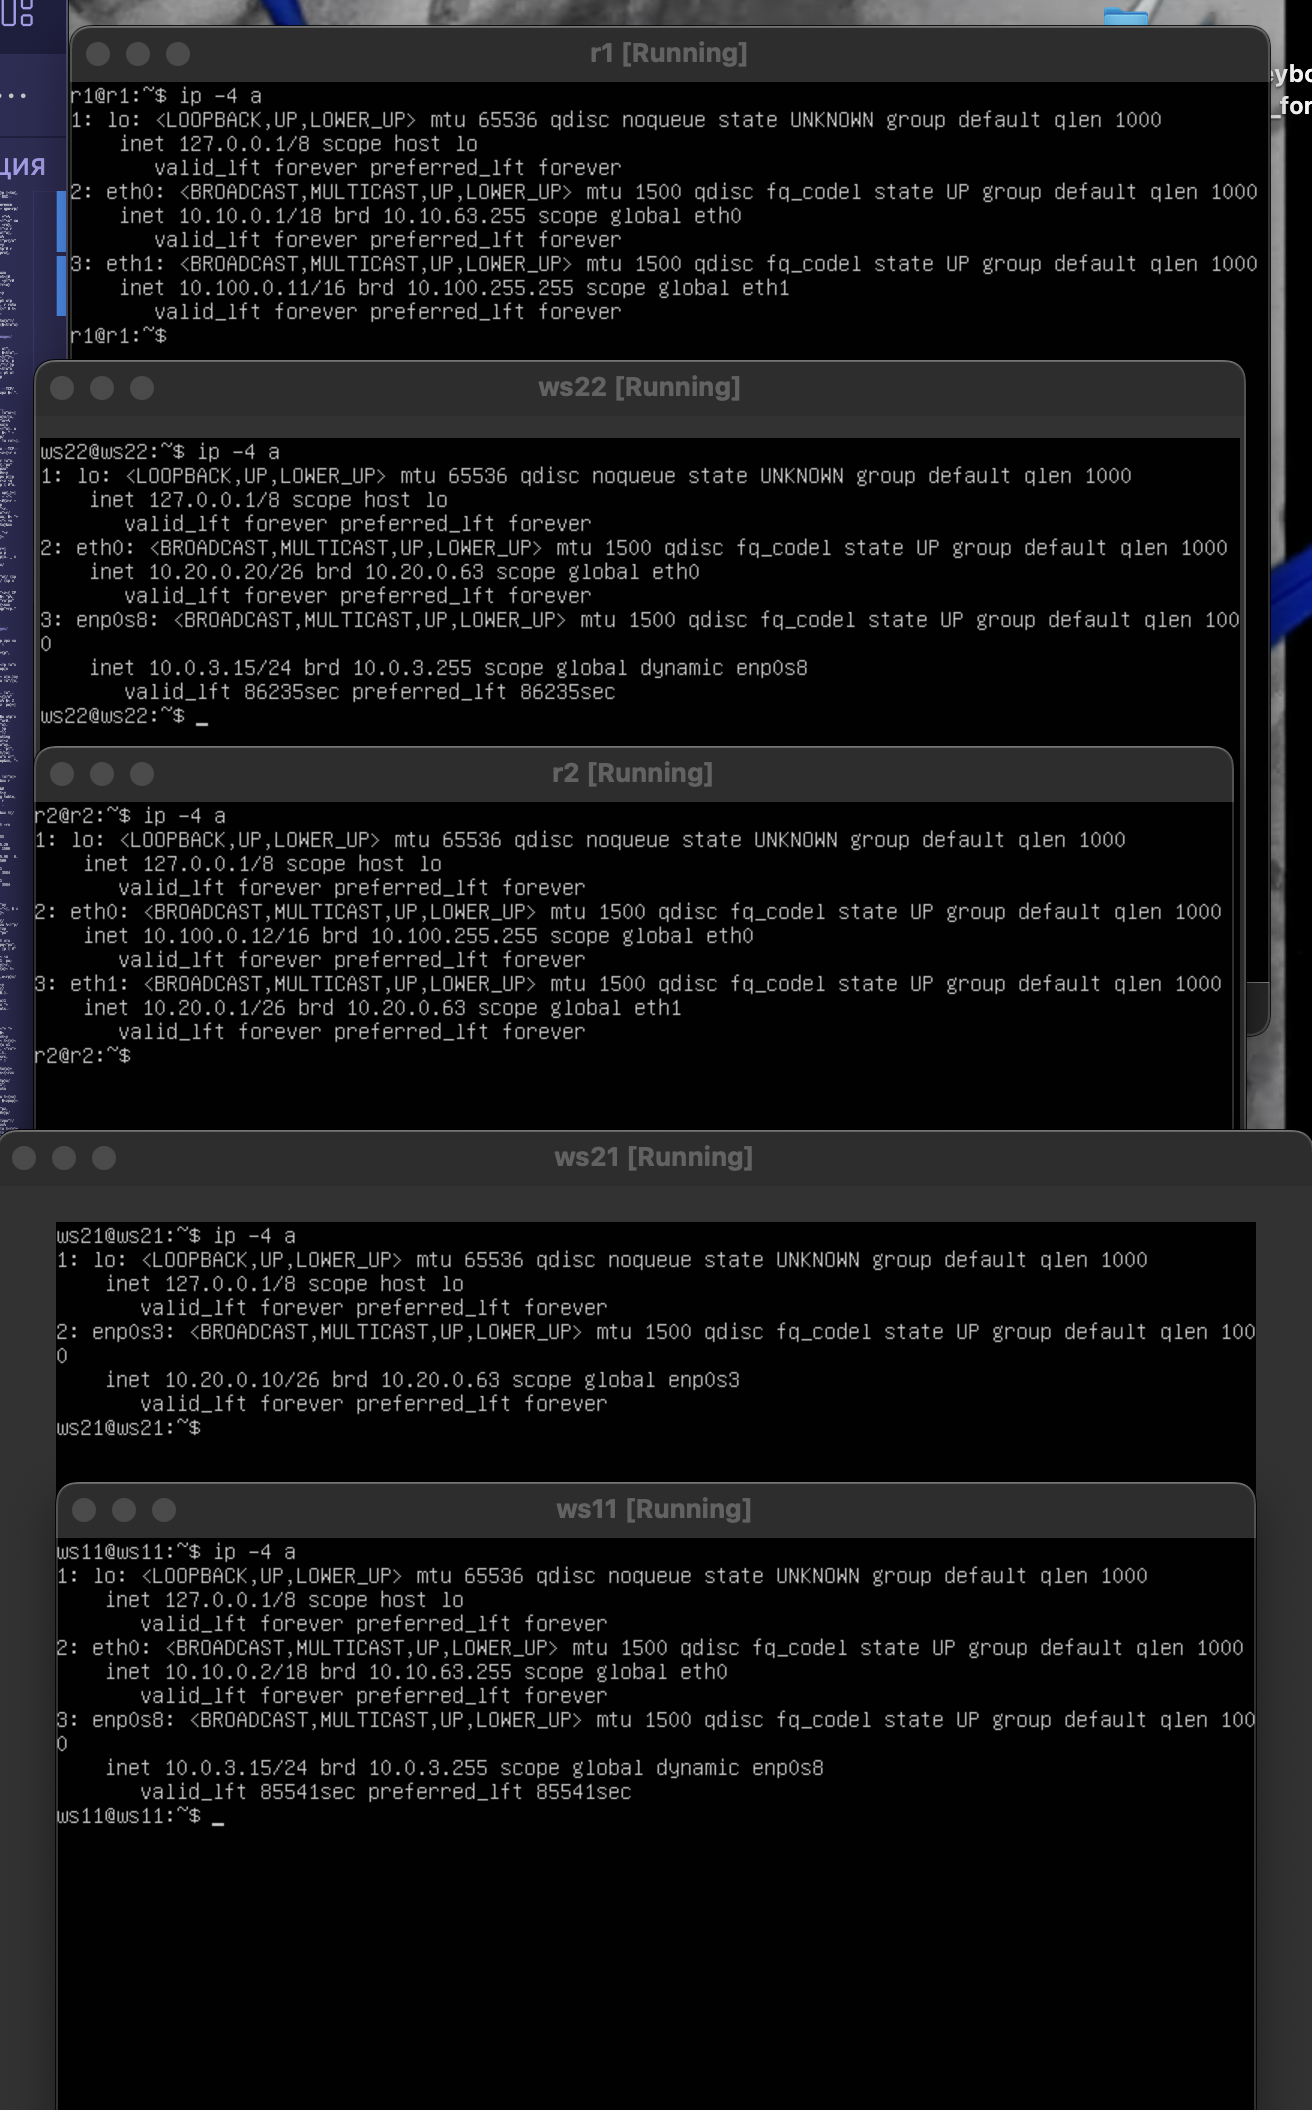 r1 [Running]
r1@r1:~$ ip -4 a
1: lo: <LOOPBACK,UP,LOWER_UP> mtu 65536 qdisc noqueue state UNKNOWN group default qlen 1000
inet 127.0.0.1/8 scope host lo
valid_lft forever preferred_lft forever
2: eth0: <BROADCAST,MULTICAST,UP,LOWER_UP> mtu 1500 qdisc fq_codel state UP group default qlen 1000
inet 10.10.0.1/18 brd 10.10.63.255 scope global eth0
valid_lft forever preferred_lft forever
3: eth1: <BROADCAST,MULTICAST,UP,LOWER_UP> mtu 1500 qdisc fq_codel state UP group default qlen 1000
inet 10.100.0.11/16 brd 10.100.255.255 scope global eth1
valid_lft forever preferred_lft forever
r1@r1:~$
ws22 [Running]
ws22@ws22:~$ ip -4 a
1: lo: <LOOPBACK,UP,LOWER_UP> mtu 65536 qdisc noqueue state UNKNOWN group default qlen 1000
inet 127.0.0.1/8 scope host lo
valid_lft forever preferred_lft forever
2: eth0: <BROADCAST,MULTICAST,UP,LOWER_UP> mtu 1500 qdisc fq_codel state UP group default qlen 1000
inet 10.20.0.20/26 brd 10.20.0.63 scope global eth0
valid_lft forever preferred_lft forever
3: enp0s8: <BROADCAST,MULTICAST,UP,LOWER_UP> mtu 1500 qdisc fq_codel state UP group default qlen 100
0
inet 10.0.3.15/24 brd 10.0.3.255 scope global dynamic enp0s8
valid_lft 86235sec preferred_lft 86235sec
ws22@ws22:~$ _
r2 [Running]
r2@r2:~$ ip -4 a
1: lo: <LOOPBACK,UP,LOWER_UP> mtu 65536 qdisc noqueue state UNKNOWN group default qlen 1000
inet 127.0.0.1/8 scope host lo
valid_lft forever preferred_lft forever
2: eth0: <BROADCAST,MULTICAST,UP,LOWER_UP> mtu 1500 qdisc fq_codel state UP group default qlen 1000
inet 10.100.0.12/16 brd 10.100.255.255 scope global eth0
valid_lft forever preferred_lft forever
3: eth1: <BROADCAST,MULTICAST,UP,LOWER_UP> mtu 1500 qdisc fq_codel state UP group default qlen 1000
inet 10.20.0.1/26 brd 10.20.0.63 scope global eth1
valid_lft forever preferred_lft forever
r2@r2:~$
ws21 [Running]
ws21@ws21:~$ ip -4 a
1: lo: <LOOPBACK,UP,LOWER_UP> mtu 65536 qdisc noqueue state UNKNOWN group default qlen 1000
inet 127.0.0.1/8 scope host lo
valid_lft forever preferred_lft forever
2: enp0s3: <BROADCAST,MULTICAST,UP,LOWER_UP> mtu 1500 qdisc fq_codel state UP group default qlen 100
0
inet 10.20.0.10/26 brd 10.20.0.63 scope global enp0s3
valid_lft forever preferred_lft forever
ws21@ws21:~$
ws11 [Running]
ws11@ws11:~$ ip -4 a
1: lo: <LOOPBACK,UP,LOWER_UP> mtu 65536 qdisc noqueue state UNKNOWN group default qlen 1000
inet 127.0.0.1/8 scope host lo
valid_lft forever preferred_lft forever
2: eth0: <BROADCAST,MULTICAST,UP,LOWER_UP> mtu 1500 qdisc fq_codel state UP group default qlen 1000
inet 10.10.0.2/18 brd 10.10.63.255 scope global eth0
valid_lft forever preferred_lft forever
3: enp0s8: <BROADCAST,MULTICAST,UP,LOWER_UP> mtu 1500 qdisc fq_codel state UP group default qlen 100
0
inet 10.0.3.15/24 brd 10.0.3.255 scope global dynamic enp0s8
valid_lft 85541sec preferred_lft 85541sec
ws11@ws11:~$ _